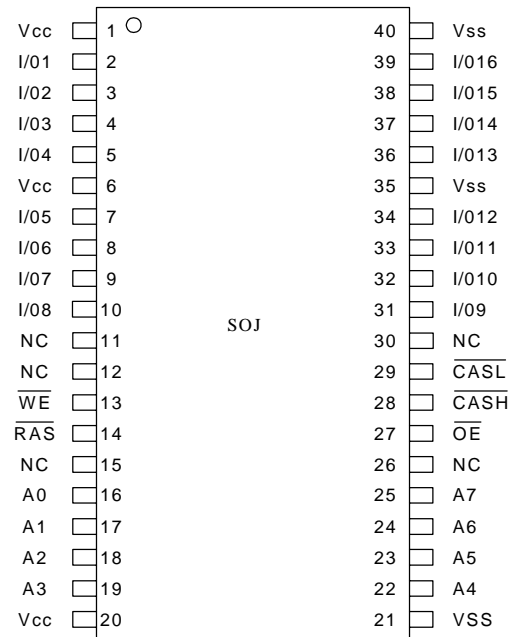 Vcc 1 40 Vss
I/01 2 39 I/016
I/02 3 38 I/015
I/03 4 37 I/014
I/04 5 36 I/013
Vcc 6 35 Vss
I/05 7 34 I/012
I/06 8 33 I/011
I/07 9 32 I/010
I/08 10 31 I/09
SOJ
NC 11 30 NC
NC 12 29 CASL
WE 13 28 CASH
RAS 14 27 OE
NC 15 26 NC
A0 16 25 A7
A1 17 24 A6
A2 18 23 A5
A3 19 22 A4
Vcc 20 21 VSS